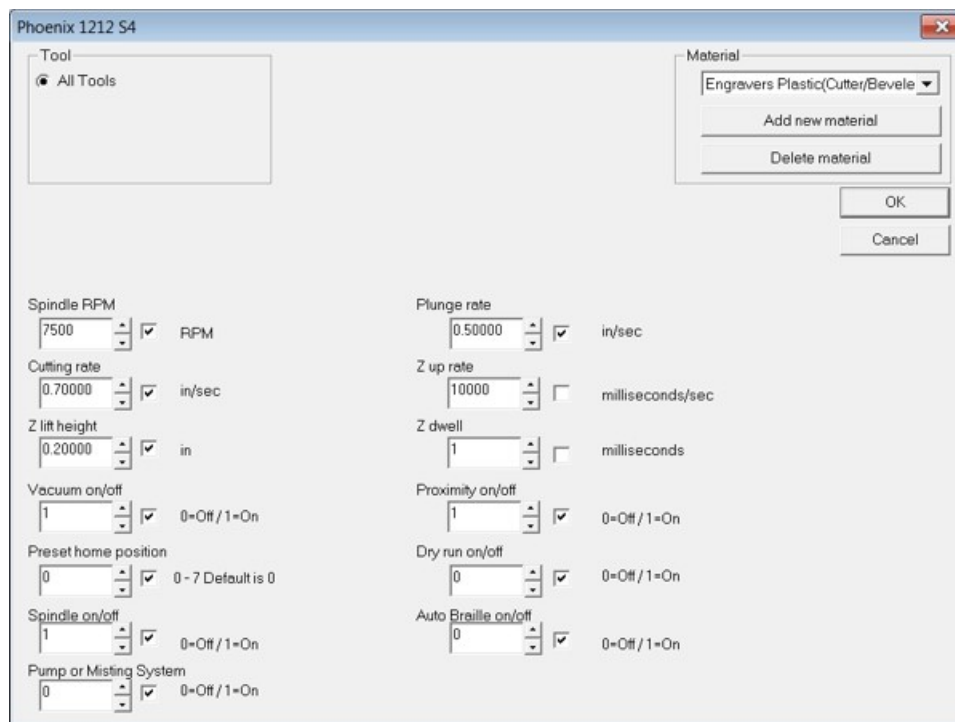 Phoenix 1212 S4
Tool
All Tools
Material
Engravers Plastic(Cutter/Bevele
Add new material
Delete material
OK
Cancel
Spindle RPM
7500
RPM
Plunge rate
0.50000
in/sec
Cutting rate
0.70000
in/sec
Z up rate
10000
milliseconds/sec
Z lift height
0.20000
in
Z dwell
1
milliseconds
Vacuum on/off
1
0=Off / 1=On
Proximity on/off
1
0=Off / 1=On
Preset home position
0
0 - 7 Default is 0
Dry run on/off
0
0=Off / 1=On
Spindle on/off
1
0=Off / 1=On
Auto Braille on/off
0
0=Off / 1=On
Pump or Misting System
0
0=Off / 1=On